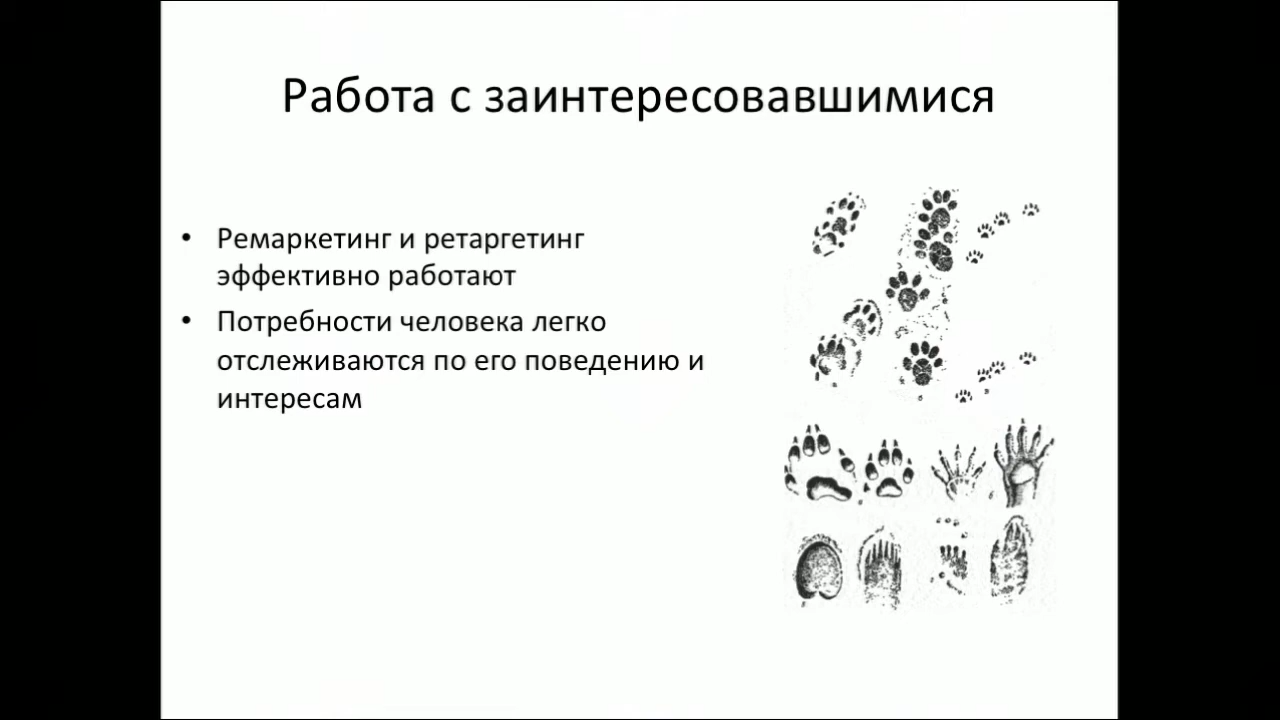 Работа с заинтересовавшимися
• Ремаркетинг и ретаргетинг
эффективно работают
• Потребности человека легко
отслеживаются по его поведению и
интересам